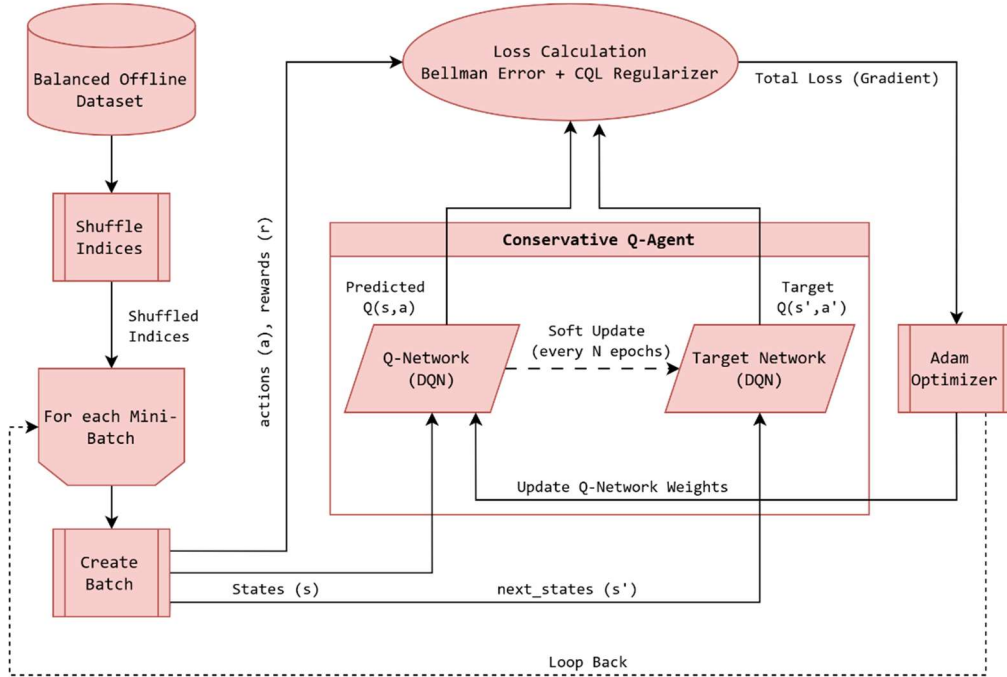 Balanced Offline
Dataset
Shuffle
Indices
Shuffled
Indices
For each Mini-
Batch
Create
Batch
actions (a), rewards (r)
States (s)
next_states (s')
Loss Calculation
Bellman Error + CQL Regularizer
Total Loss (Gradient)
Conservative Q-Agent
Predicted
Q(s,a)
Target
Q(s',a')
Q-Network
(DQN)
Soft Update
(every N epochs)
Target Network
(DQN)
Adam
Optimizer
Update Q-Network Weights
Loop Back